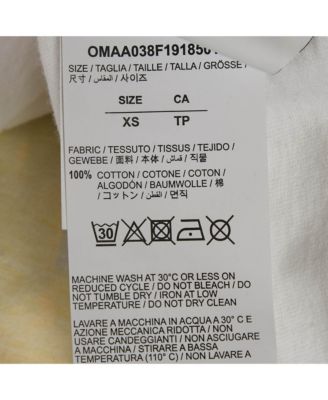 OMAA038F1918501
SIZE / TAGLIA / TAILLE / TALLA / GRÖSSE /
尺寸 / المقاس / 사이즈
SIZE CA
XS TP
FABRIC / TESSUTO / TISSUS / TEJIDO /
GEWEBE / 面料 / 本体 / قماش / 직물
100% COTTON / COTONE / COTON /
ALGODÓN / BAUMWOLLE / 棉
/ コットン / القطن / 면직
30
MACHINE WASH AT 30°C OR LESS ON
REDUCED CYCLE / DO NOT BLEACH / DO
NOT TUMBLE DRY / IRON AT LOW
TEMPERATURE / DO NOT DRY CLEAN
LAVARE A MACCHINA IN ACQUA A 30° C E
AZIONE MECCANICA RIDOTTA / NON
USARE CANDEGGIANTI / NON ASCIUGARE
A MACCHINA / STIRARE A BASSA
TEMPERATURA (110° C) / NON LAVARE A